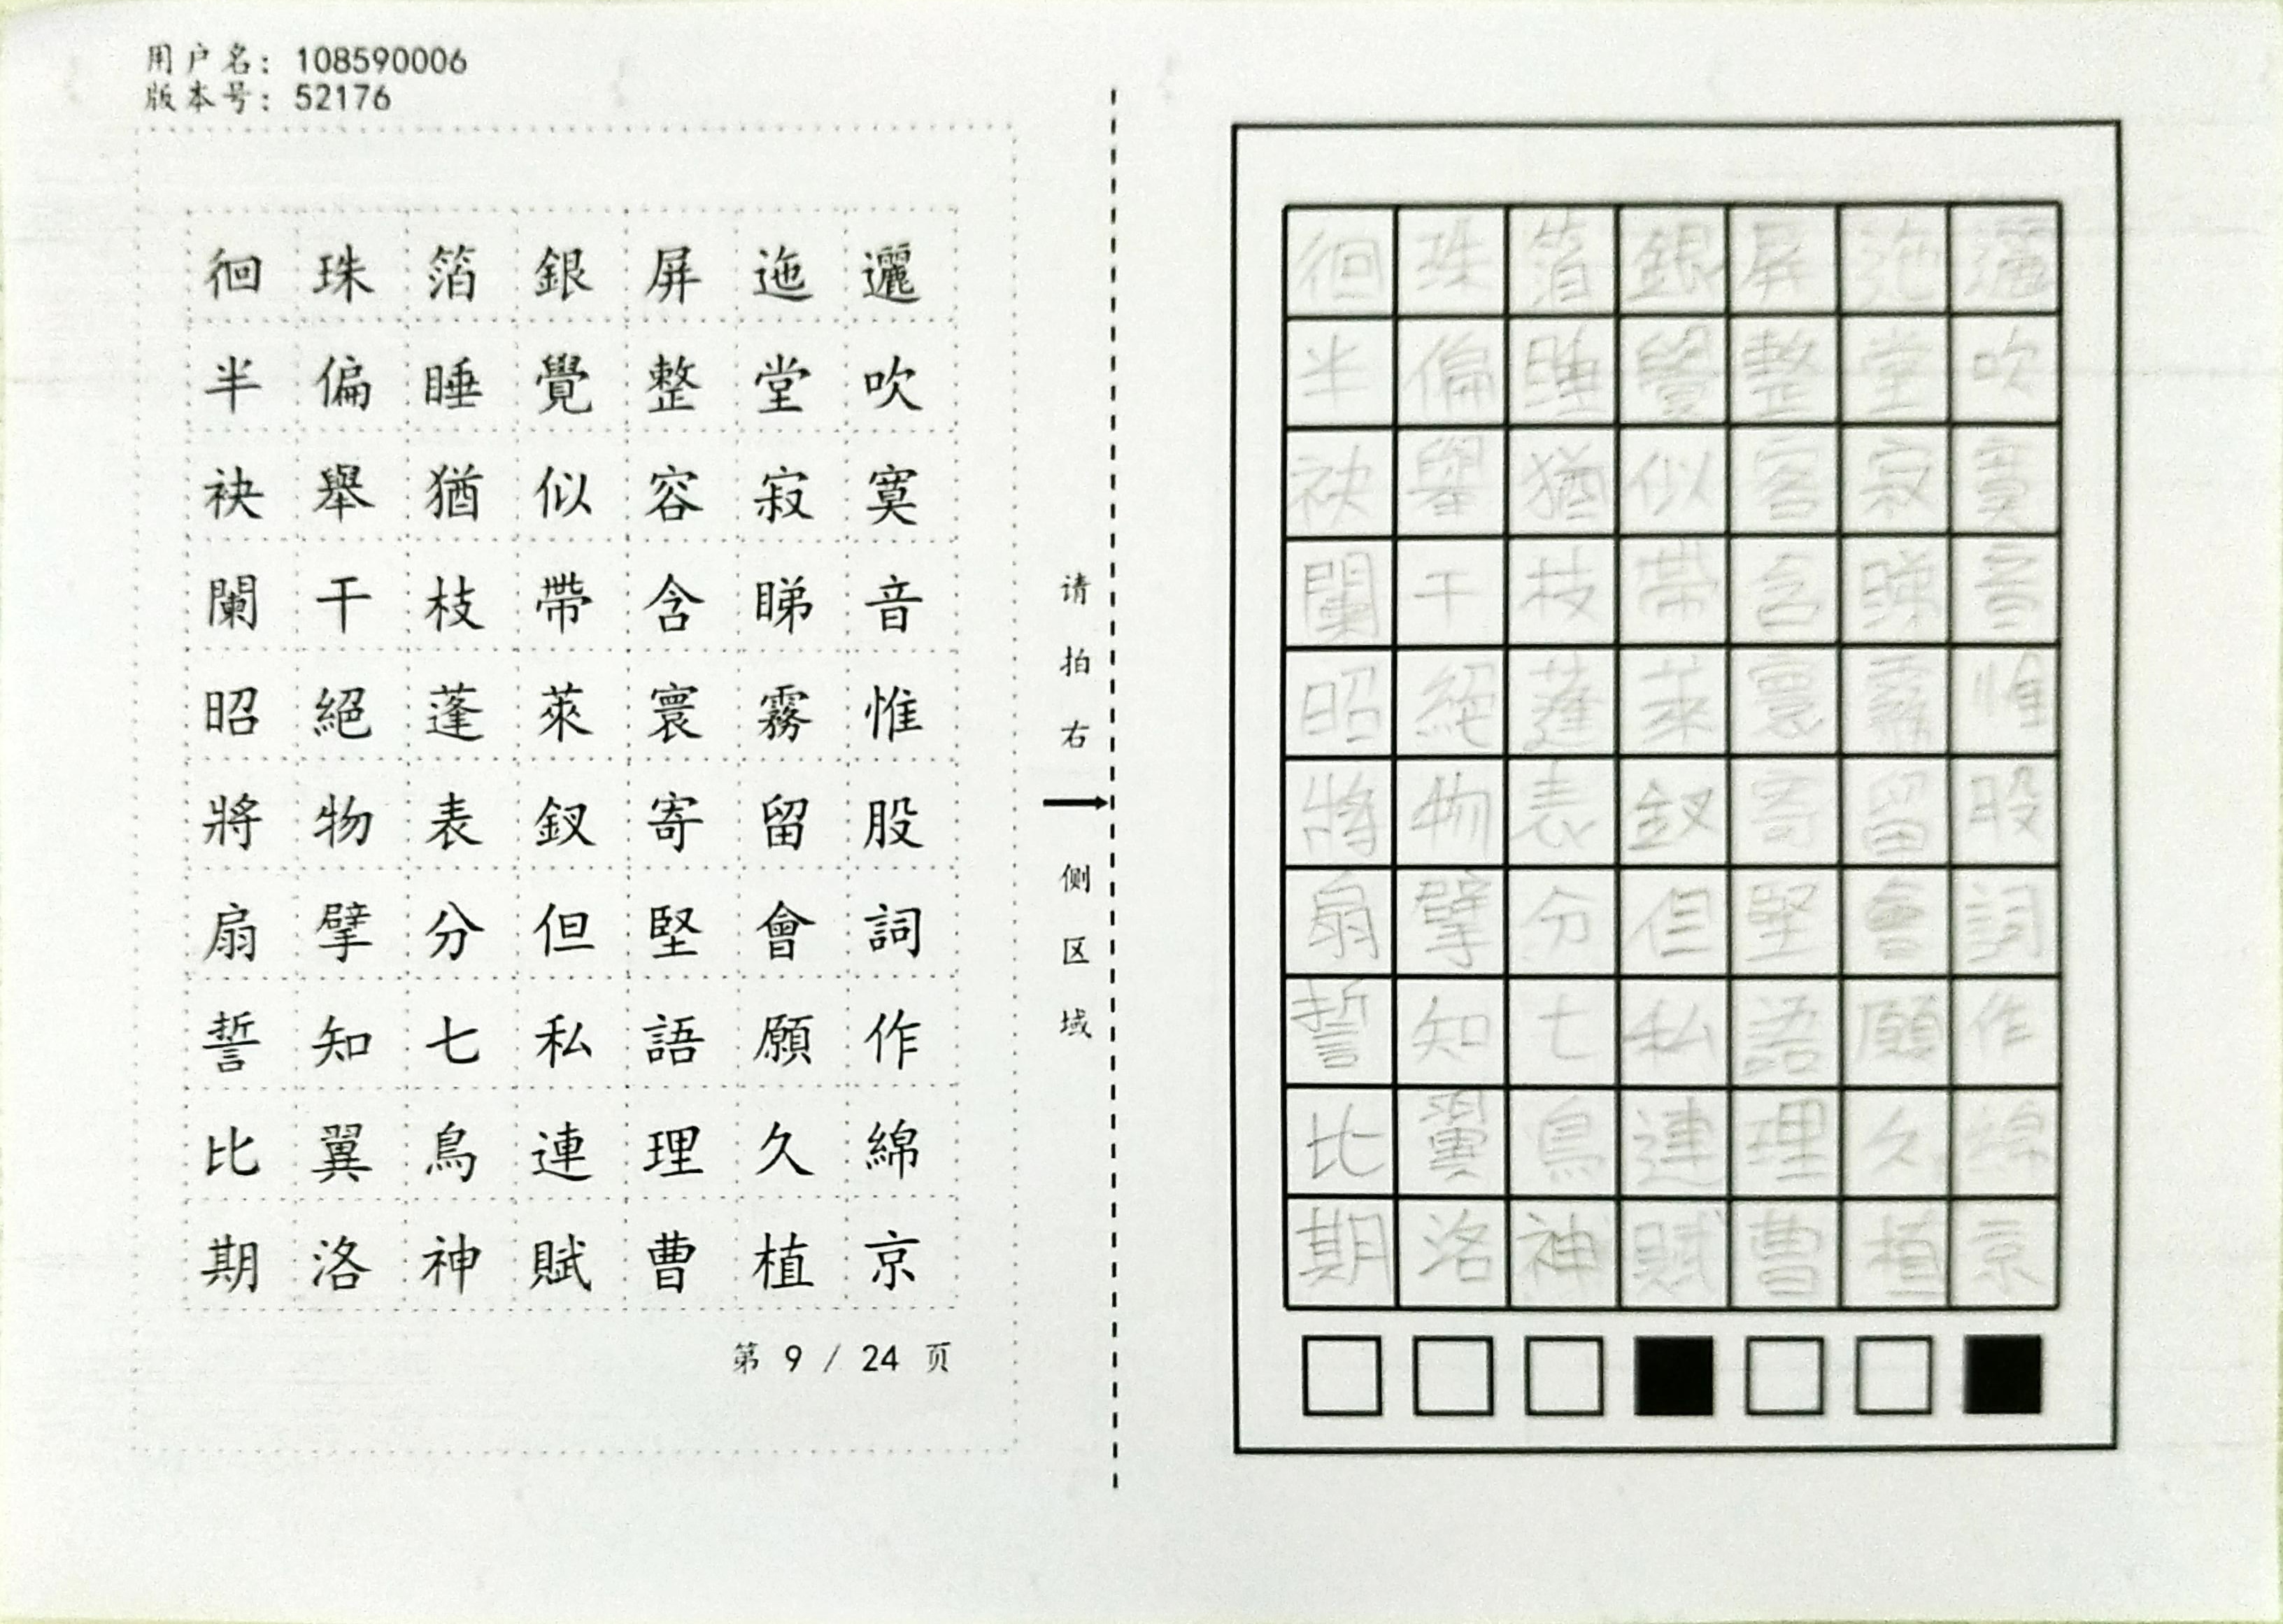 用户名: 108590006
版本号: 52176
徊珠箔銀屏迤邐
半偏睡覺整堂吹
袂舉猶似容寂寞
闌干枝帶含睇音
昭絕蓬萊寰霧惟
將物表釵寄留股
扇擘分但堅會詞
誓知七私語願作
比翼鳥連理久綿
期洛神賦曹植京
第 9 / 24 页
请拍右侧区域
徊珠箔銀屏迤邐
半偏睡覺整堂吹
袂舉猶似容寂寞
闌干枝帶含睇音
昭絕蓬萊寰霧惟
將物表釵寄留股
扇擘分但堅會詞
誓知七私語願作
比翼鳥連理久綿
期洛神賦曹植京